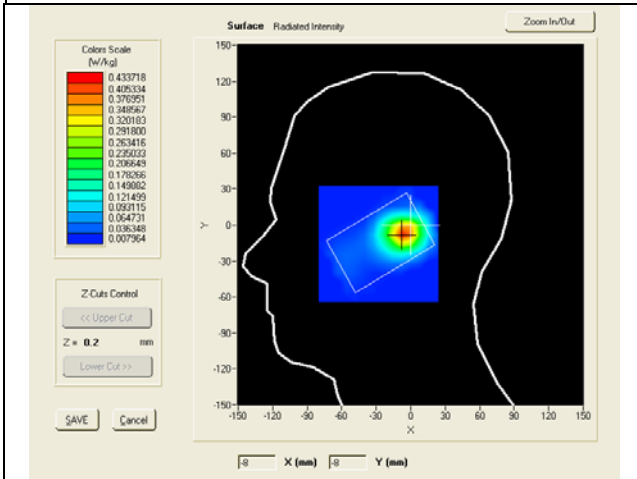 Surface Radiated Intensity
Zoom In/Out
Colors Scale
(W/kg)
0.433718
0.405334
0.376951
0.348567
0.320183
0.291800
0.263416
0.235033
0.206649
0.178266
0.149882
0.121499
0.093115
0.064731
0.036348
0.007964
Z-Cuts Control
<< Upper Cut
Z = 0.2 mm
Lower Cut >>
SAVE Cancel
150
120
90
60
30
0
-30
-60
-90
-120
-150
Y
-150 -120 -90 -60 -30 0 30 60 90 120 150
X
-8 X (mm) -8 Y (mm)